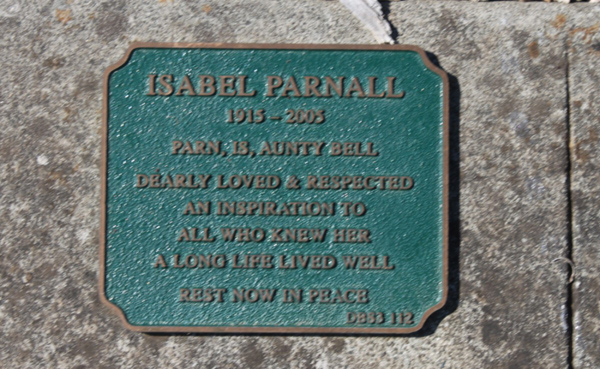 ISABEL PARNALL
1915 - 2005
PARN, IB, AUNTY BELL
DEARLY LOVED & RESPECTED
AN INSPIRATION TO
ALL WHO KNEW HER
A LONG LIFE LIVED WELL
REST NOW IN PEACE
DB83 112